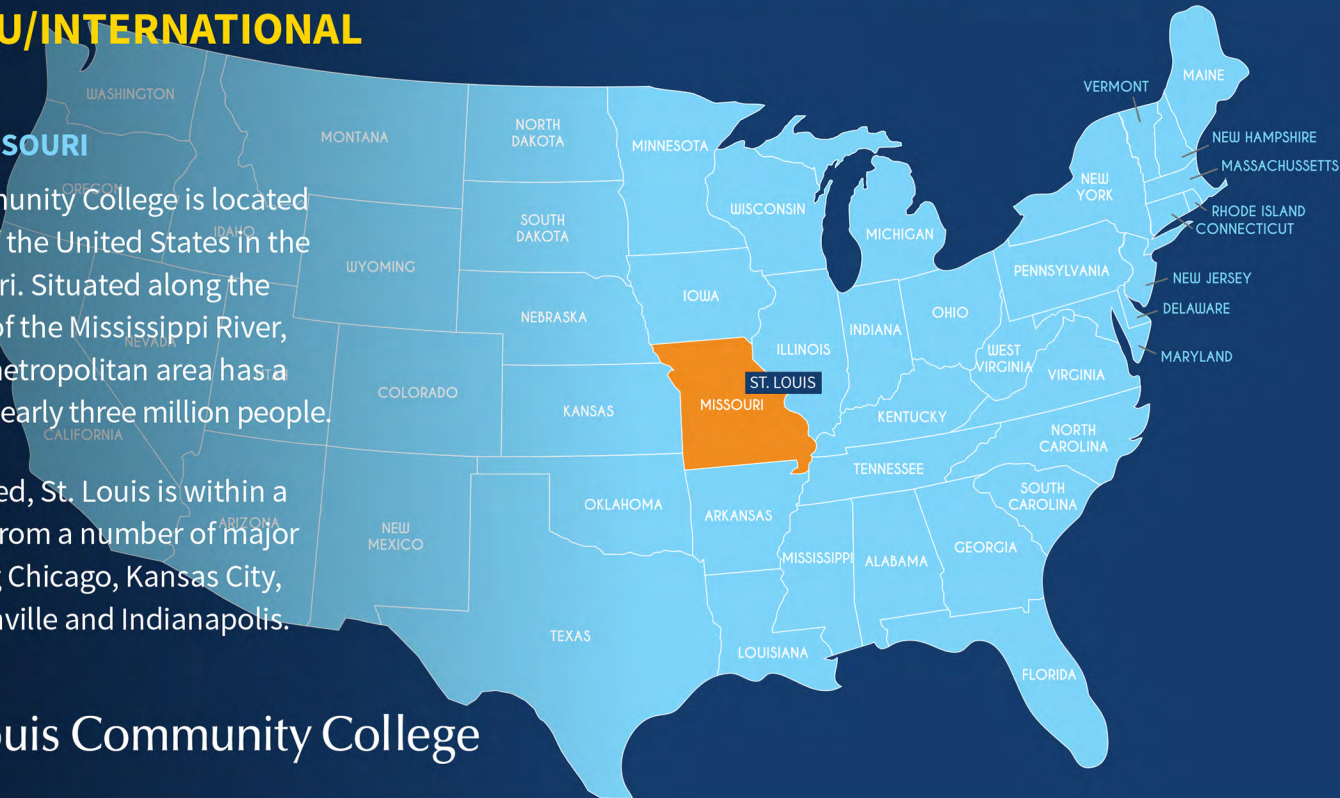 U/INTERNATIONAL
SOURI
nunity College is located
the United States in the
ri. Situated along the
of the Mississippi River,
netropolitan area has a
early three million people.
ed, St. Louis is within a
from a number of major
Chicago, Kansas City,
ville and Indianapolis.
ouis Community College
WASHINGTON
OREGON
IDAHO
MONTANA
WYOMING
NEVADA
UTAH
CALIFORNIA
ARIZONA
COLORADO
NEW
MEXICO
NORTH
DAKOTA
SOUTH
DAKOTA
NEBRASKA
KANSAS
OKLAHOMA
TEXAS
MINNESOTA
IOWA
MISSOURI
ST. LOUIS
ARKANSAS
LOUISIANA
WISCONSIN
ILLINOIS
MICHIGAN
INDIANA
OHIO
KENTUCKY
TENNESSEE
MISSISSIPPI
ALABAMA
GEORGIA
FLORIDA
SOUTH
CAROLINA
NORTH
CAROLINA
VIRGINIA
WEST
VIRGINIA
PENNSYLVANIA
NEW
YORK
VERMONT
MAINE
NEW HAMPSHIRE
MASSACHUSSETTS
RHODE ISLAND
CONNECTICUT
NEW JERSEY
DELAWARE
MARYLAND